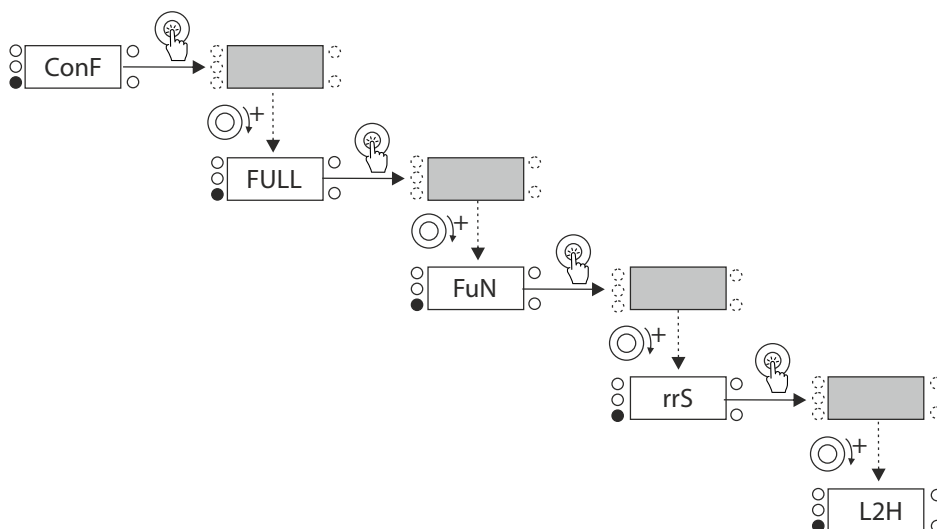 ConF
+
FULL
+
FuN
+
rrS
+
L2H